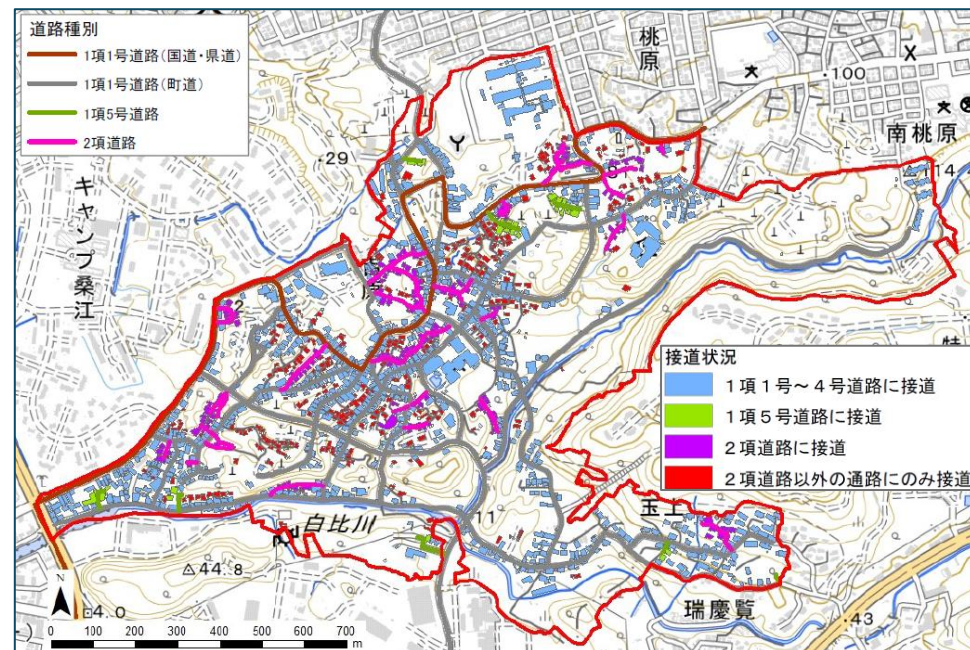 道路種別
1項1号道路(国道・県道)
1項1号道路(町道)
1項5号道路
2項道路
桃原
100
南桃原
29
114.
キャンプ桑江
接道状況
1項1号~4号道路に接道
1項5号道路に接道
2項道路に接道
2項道路以外の通路にのみ接道
玉上
白比川
11
44.8
瑞慶覧
43
4.0
N
0 100 200 300 400 500 600 700
m